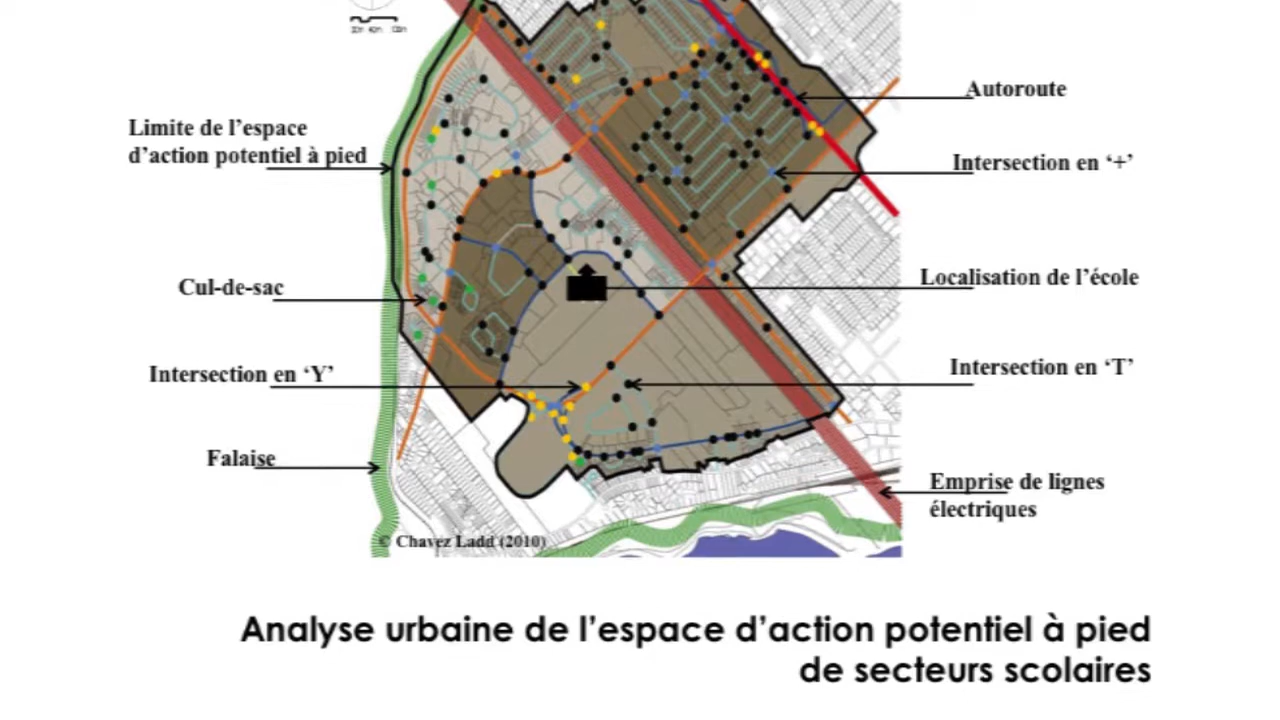 Autoroute
Limite de l’espace
d’action potentiel à pied
Intersection en ‘+’
Localisation de l’école
Cul-de-sac
Intersection en ‘Y’
Intersection en ‘T’
Falaise
Emprise de lignes
électriques
© Chavez Ladd (2010)
Analyse urbaine de l’espace d’action potentiel à pied
de secteurs scolaires